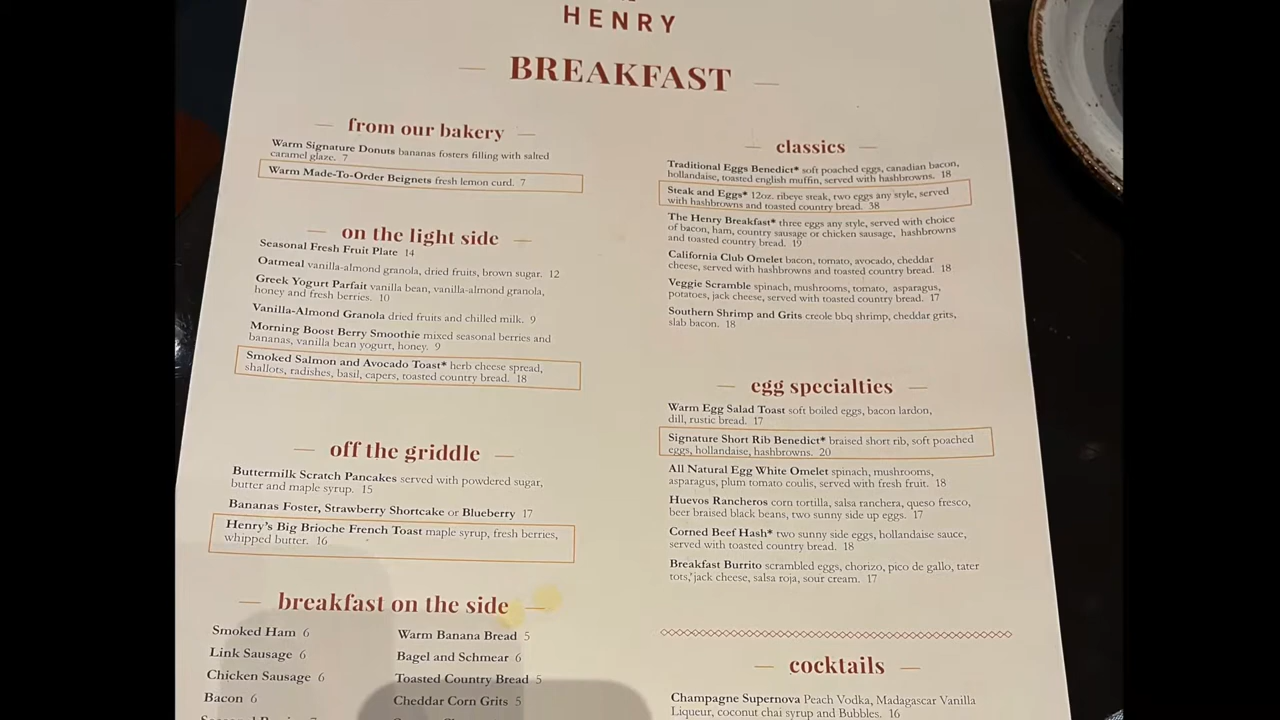 HENRY
BREAKFAST
from our bakery
Warm Signature Donuts bananas fosters filling with salted
caramel glaze. 7
Warm Made-To-Order Beignets fresh lemon curd. 7
on the light side
Seasonal Fresh Fruit Plate 14
Oatmeal vanilla-almond granola, dried fruits, brown sugar. 12
Greek Yogurt Parfait vanilla bean, vanilla-almond granola,
honey and fresh berries. 10
Vanilla-Almond Granola dried fruits and chilled milk. 9
Morning Boost Berry Smoothie mixed seasonal berries and
bananas, vanilla bean yogurt, honey. 9
Smoked Salmon and Avocado Toast* herb cheese spread,
shallots, radishes, basil, capers, toasted country bread. 18
off the griddle
Buttermilk Scratch Pancakes served with powdered sugar,
butter and maple syrup. 15
Bananas Foster, Strawberry Shortcake or Blueberry 17
Henry's Big Brioche French Toast maple syrup, fresh berries,
whipped butter. 16
breakfast on the side
Smoked Ham 6
Link Sausage 6
Chicken Sausage 6
Bacon 6
Warm Banana Bread 5
Bagel and Schmear 6
Toasted Country Bread 5
Cheddar Corn Grits 5
classics
Traditional Eggs Benedict* soft poached eggs, canadian bacon,
hollandaise, toasted english muffin, served with hashbrowns. 18
Steak and Eggs* 12oz. ribeye steak, two eggs any style, served
with hashbrowns and toasted country bread. 38
The Henry Breakfast* three eggs any style, served with choice
of bacon, ham, country sausage or chicken sausage, hashbrowns
and toasted country bread. 19
California Club Omelet bacon, tomato, avocado, cheddar
cheese, served with hashbrowns and toasted country bread. 18
Veggie Scramble spinach, mushrooms, tomato, asparagus,
potatoes, jack cheese, served with toasted country bread. 17
Southern Shrimp and Grits creole bbq shrimp, cheddar grits,
slab bacon. 18
egg specialties
Warm Egg Salad Toast soft boiled eggs, bacon lardon,
dill, rustic bread. 17
Signature Short Rib Benedict* braised short rib, soft poached
eggs, hollandaise, hashbrowns. 20
All Natural Egg White Omelet spinach, mushrooms,
asparagus, plum tomato coulis, served with fresh fruit. 18
Huevos Rancheros corn tortilla, salsa ranchera, queso fresco,
beer braised black beans, two sunny side up eggs. 17
Corned Beef Hash* two sunny side eggs, hollandaise sauce,
served with toasted country bread. 18
Breakfast Burrito scrambled eggs, chorizo, pico de gallo, tater
tots, jack cheese, salsa roja, sour cream. 17
cocktails
Champagne Supernova Peach Vodka, Madagascar Vanilla
Liqueur, coconut chai syrup and Bubbles. 16